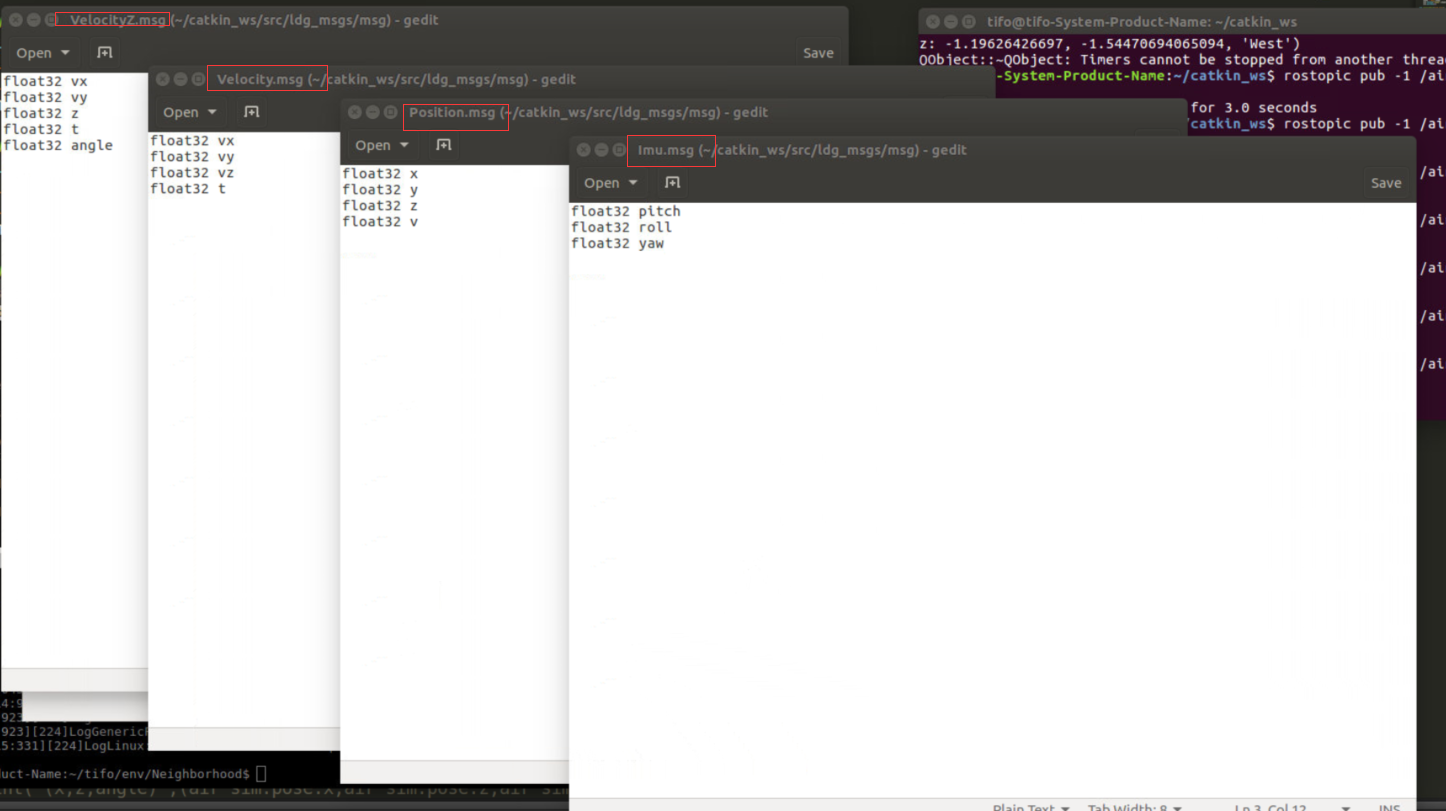 VelocityZ.msg (~/catkin_ws/src/ldg_msgs/msg) - gedit
Open
Save
float32 vx
float32 vy
float32 z
float32 t
float32 angle
Velocity.msg (~/catkin_ws/src/ldg_msgs/msg) - gedit
Open
float32 vx
float32 vy
float32 vz
float32 t
Position.msg (~/catkin_ws/src/ldg_msgs/msg) - gedit
Open
float32 x
float32 y
float32 z
float32 v
Imu.msg (~/catkin_ws/src/ldg_msgs/msg) - gedit
Open
Save
float32 pitch
float32 roll
float32 yaw
Plain Text
Tab Width: 8
Ln 3, Col 12
INS
tifo@tifo-System-Product-Name: ~/catkin_ws
z: -1.19626426697, -1.54470694065094, 'West')
QObject::~QObject: Timers cannot be stopped from another threa
-System-Product-Name:~/catkin_ws$ rostopic pub -1 /ai
for 3.0 seconds
/catkin_ws$ rostopic pub -1 /ai
/ai
/ai
/ai
/ai
/ai
4:9
923
923][224]LogGeneric
5:331][224]LogLinux:
uct-Name:~/tifo/env/Neighborhood$